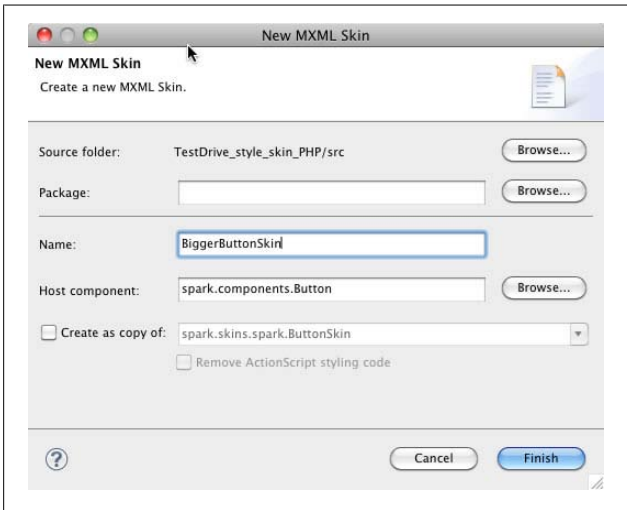 New MXML Skin
New MXML Skin
Create a new MXML Skin.
Source folder: TestDrive_style_skin_PHP/src Browse...
Package: Browse...
Name: BiggerButtonSkin
Host component: spark.components.Button Browse...
Create as copy of: spark.skins.spark.ButtonSkin
Remove ActionScript styling code
? Cancel Finish